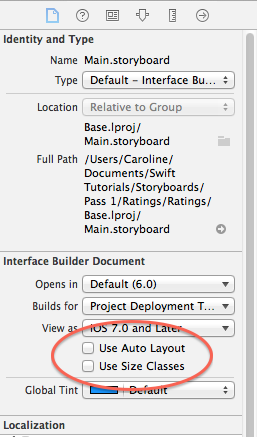 Identity and Type
Name Main.storyboard
Type Default - Interface Bu...
Location Relative to Group
Base.lproj/
Main.storyboard
Full Path /Users/Caroline/
Documents/Swift
Tutorials/Storyboards/
Pass 1/Ratings/Ratings/
Base.lproj/
Main.storyboard
Interface Builder Document
Opens in Default (6.0)
Builds for Project Deployment T...
View as iOS 7.0 and Later
Use Auto Layout
Use Size Classes
Global Tint Default
Localization